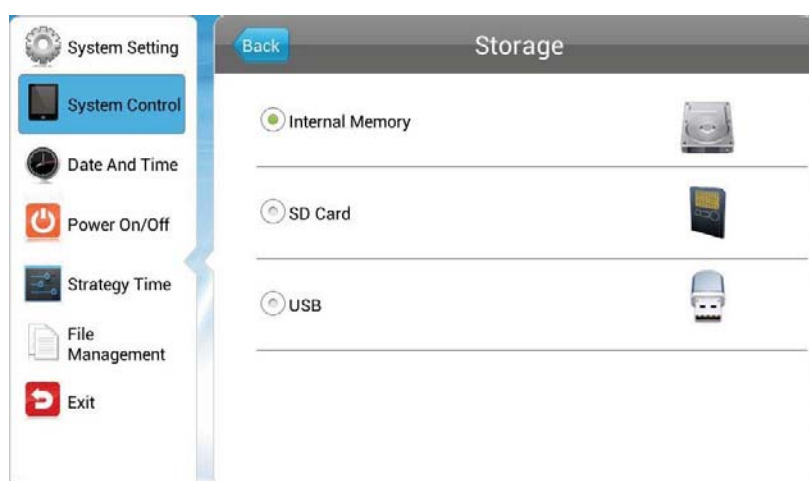 System Setting
System Control
Date And Time
Power On/Off
Strategy Time
File
Management
Exit
Back
Storage
Internal Memory
SD Card
USB